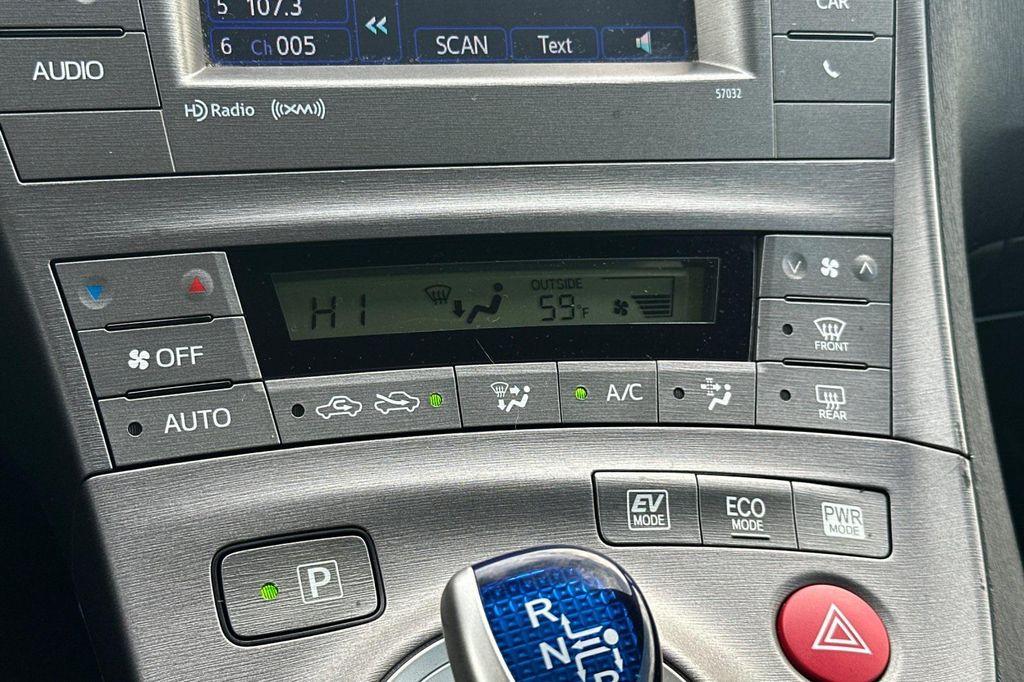 5 107.3
CAR
6 Ch 005
SCAN
Text
AUDIO
HD Radio
((XM))
57032
HI
OUTSIDE
59°F
OFF
FRONT
AUTO
A/C
REAR
EV
MODE
ECO
MODE
PWR
MODE
P
R
N